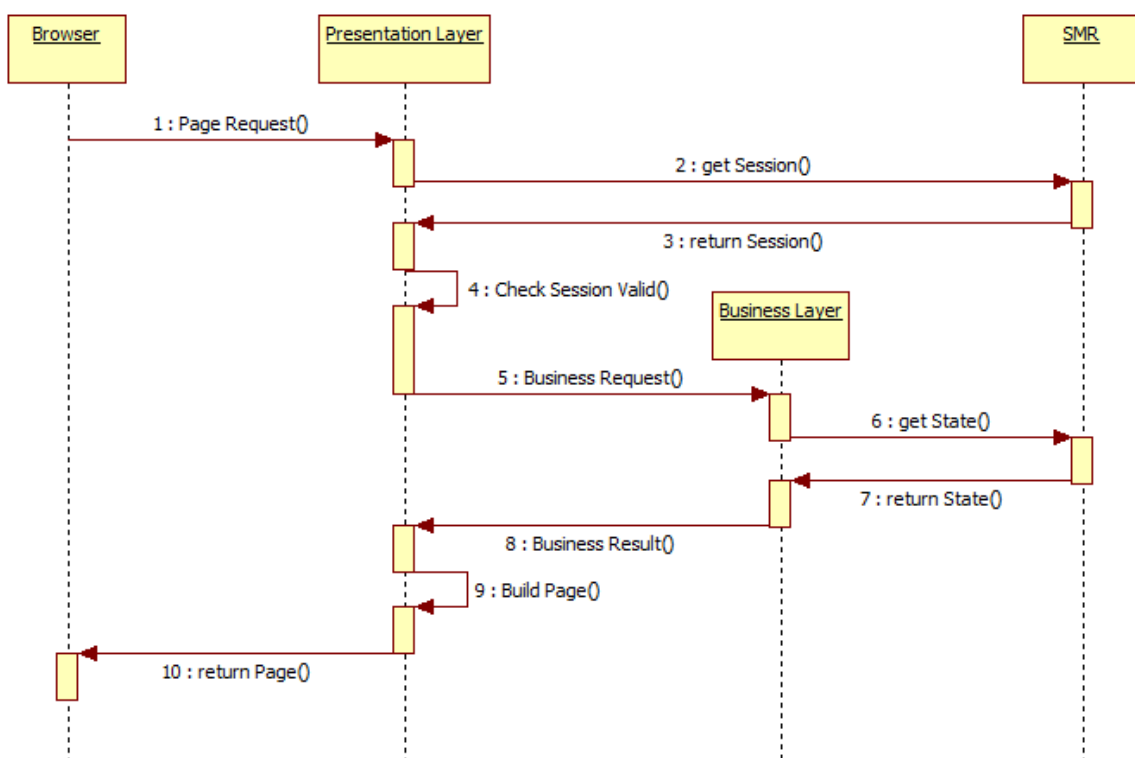 Browser
Presentation Layer
SMR
1 : Page Request()
2 : get Session()
3 : return Session()
4 : Check Session Valid()
Business Layer
5 : Business Request()
6 : get State()
7 : return State()
8 : Business Result()
9 : Build Page()
10 : return Page()